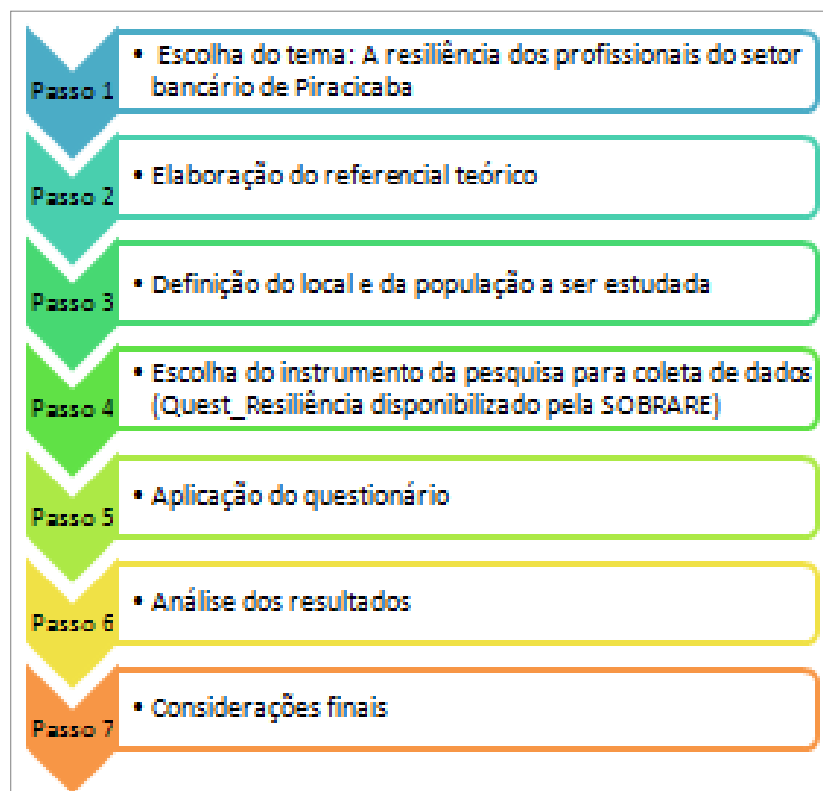 Passo 1
• Escolha do tema: A resiliência dos profissionais do setor
bancário de Piracicaba
Passo 2
• Elaboração do referencial teórico
Passo 3
• Definição do local e da população a ser estudada
Passo 4
• Escolha do instrumento da pesquisa para coleta de dados
(Quest_Resiliência disponibilizado pela SOBRARE)
Passo 5
• Aplicação do questionário
Passo 6
• Análise dos resultados
Passo 7
• Considerações finais